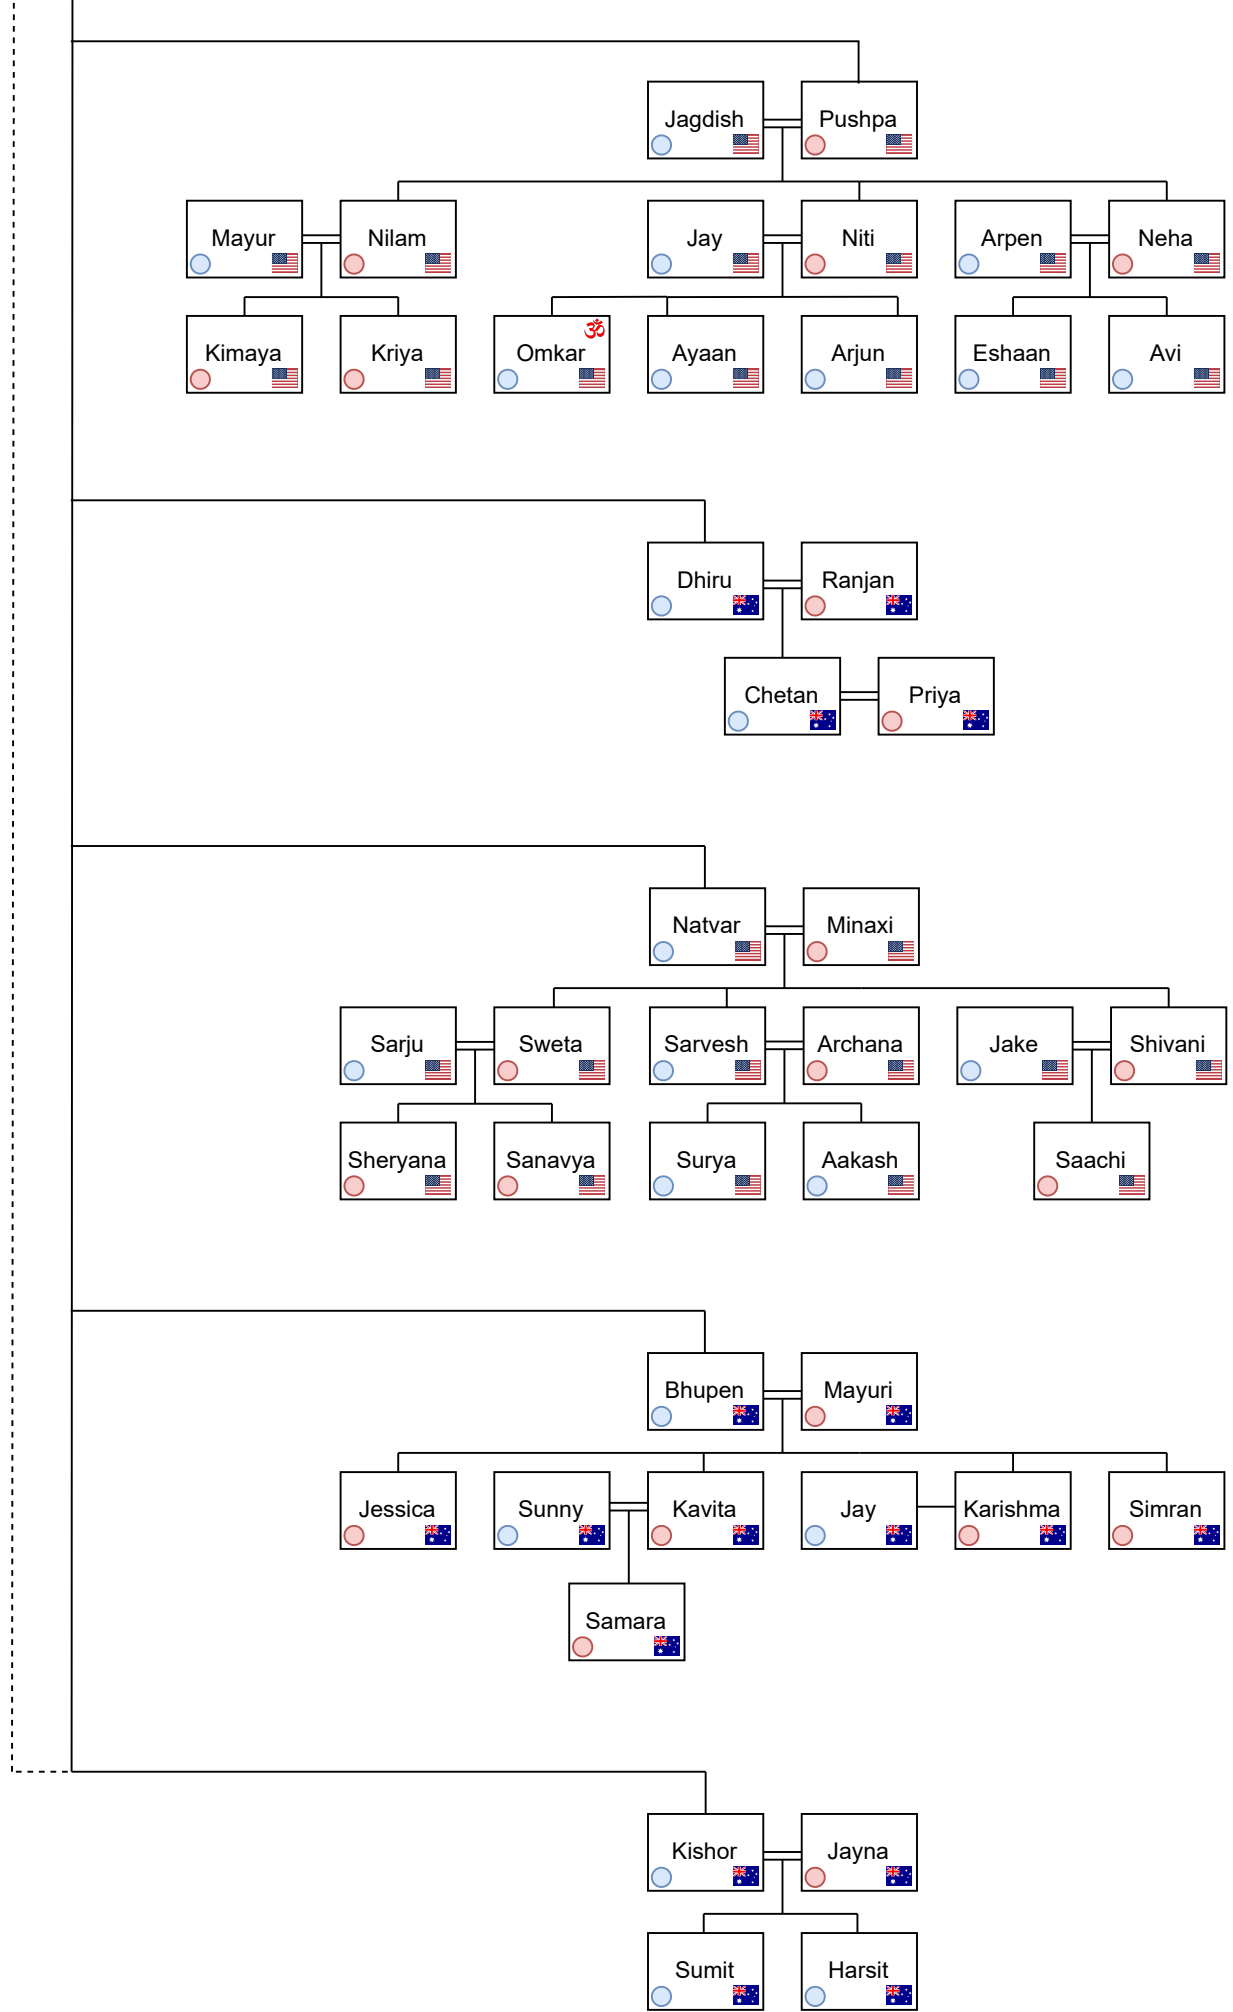 Jagdish
Pushpa
Mayur
Nilam
Jay
Niti
Arpen
Neha
ॐ
Kimaya
Kriya
Omkar
Ayaan
Arjun
Eshaan
Avi
Dhiru
Ranjan
Chetan
Priya
Natvar
Minaxi
Sarju
Sweta
Sarvesh
Archana
Jake
Shivani
Sheryana
Sanavya
Surya
Aakash
Saachi
Bhupen
Mayuri
Jessica
Sunny
Kavita
Jay
Karishma
Simran
Samara
Kishor
Jayna
Sumit
Harsit